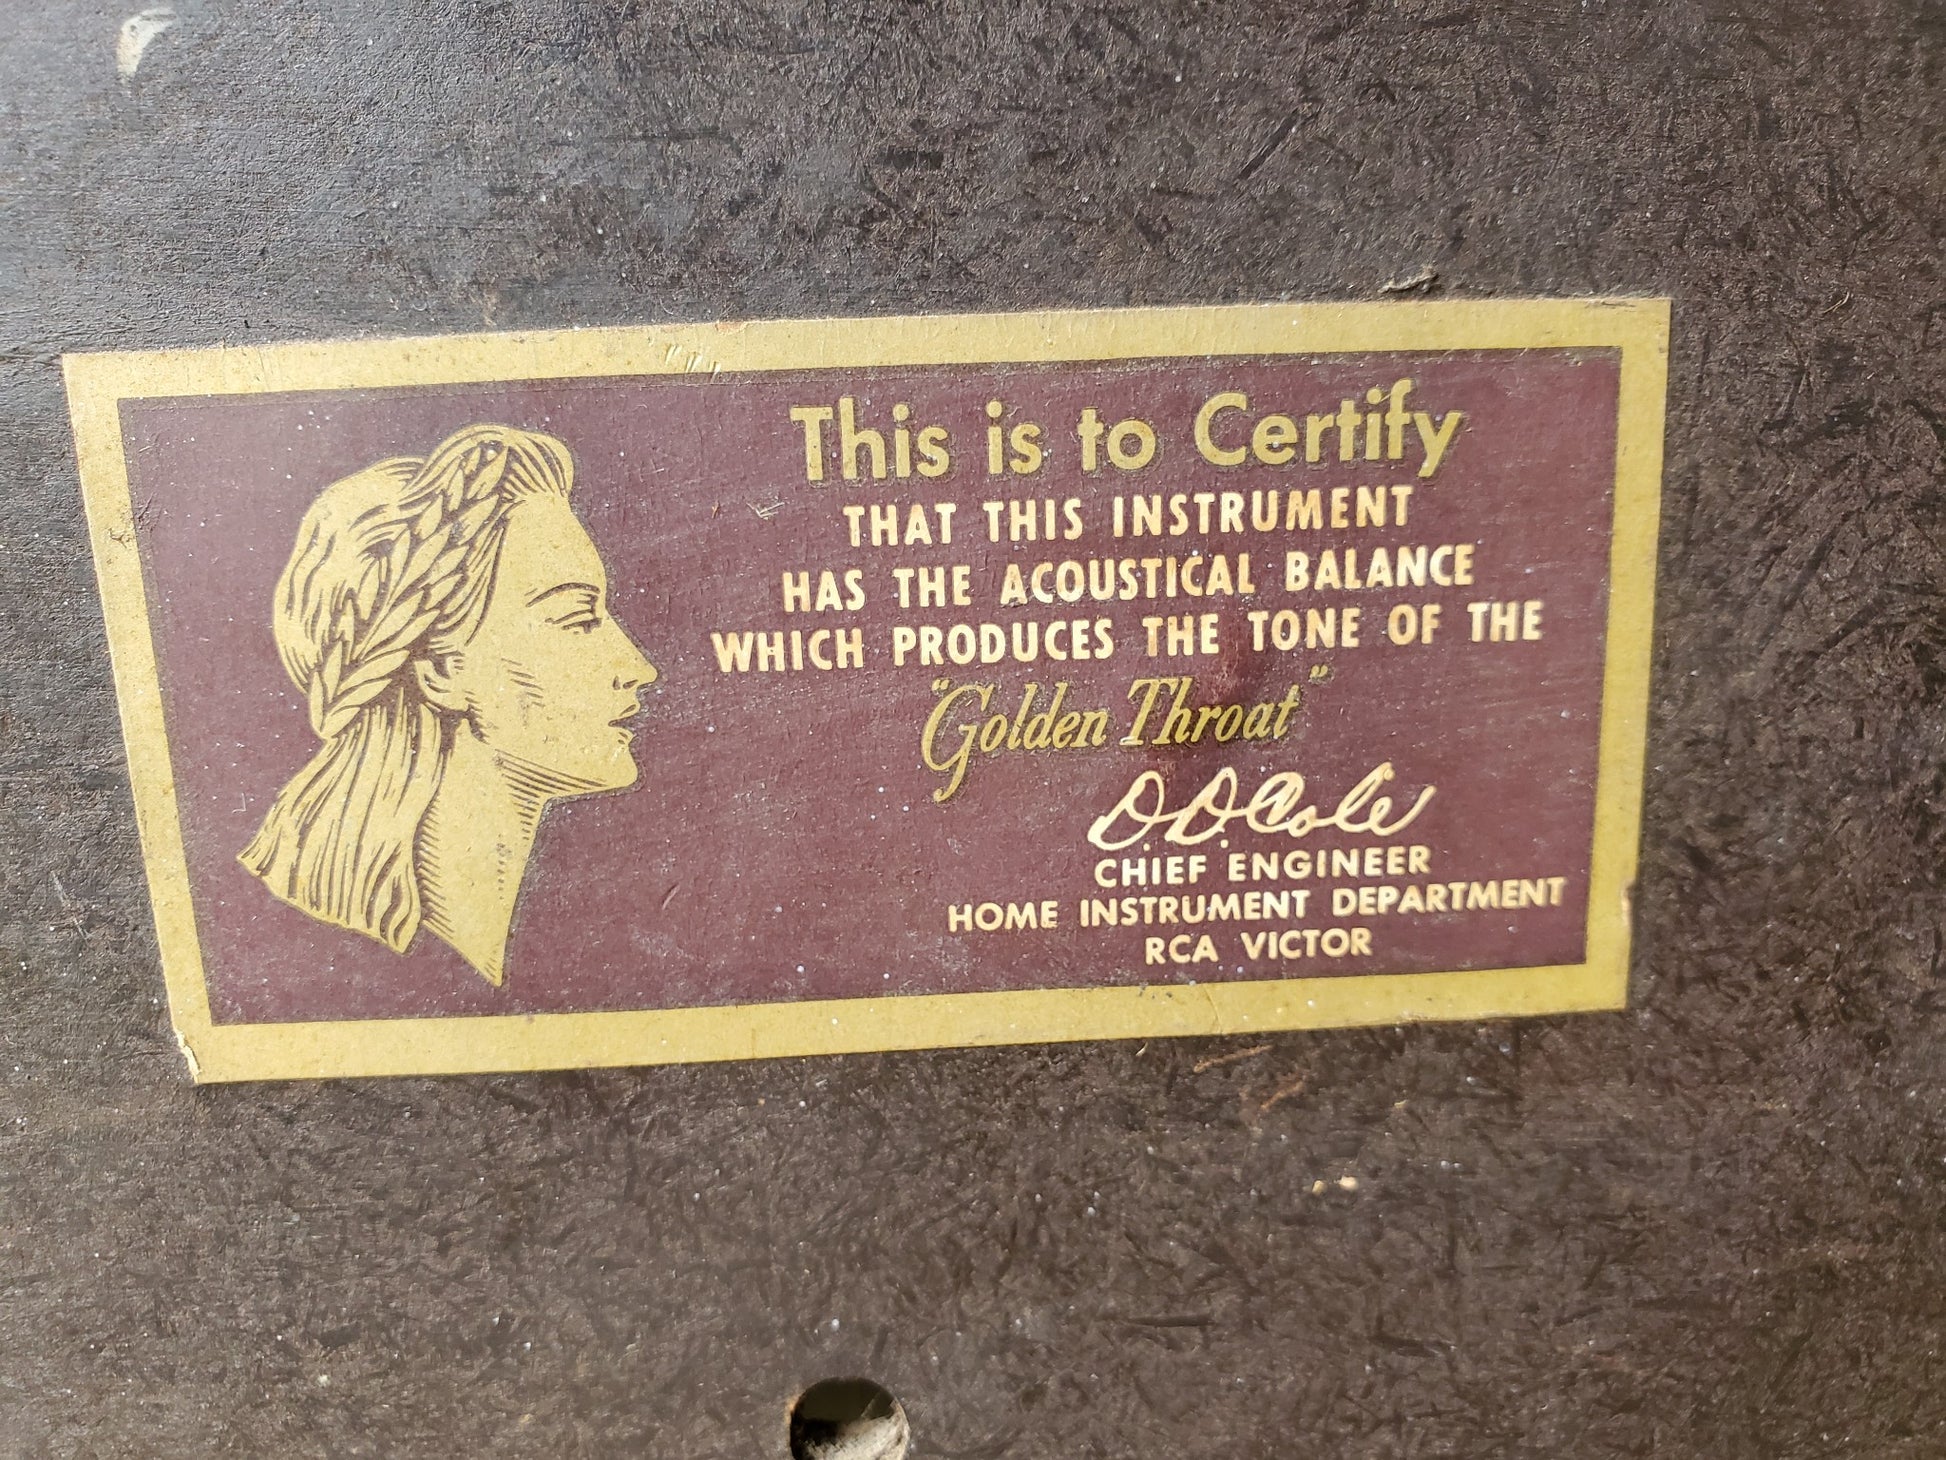 This is to Certify
THAT THIS INSTRUMENT
HAS THE ACOUSTICAL BALANCE
WHICH PRODUCES THE TONE OF THE
"Golden Throat"
D.D. Cole
CHIEF ENGINEER
HOME INSTRUMENT DEPARTMENT
RCA VICTOR